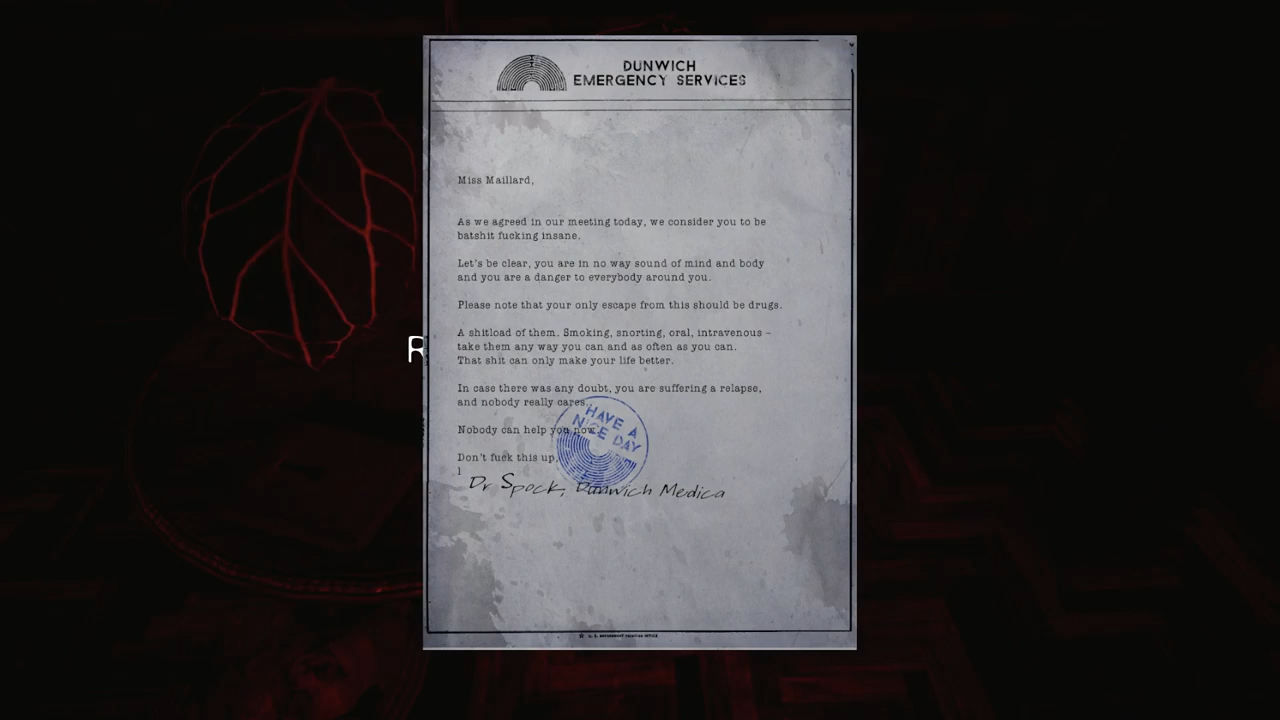 DUNWICH
EMERGENCY SERVICES
Miss Maillard,
As we agreed in our meeting today, we consider you to be
batshit fucking insane.
Let's be clear, you are in no way sound of mind and body
and you are a danger to everybody around you.
Please note that your only escape from this should be drugs.
A shitload of them. Smoking, snorting, oral, intravenous –
take them any way you can and as often as you can.
That shit can only make your life better.
In case there was any doubt, you are suffering a relapse,
and nobody really cares.
HAVE A
NICE DAY
Nobody can help you now.
R
Don't fuck this up,
l
Dr Spock, Dunwich Medica
U. S. GOVERNMENT PRINTING OFFICE